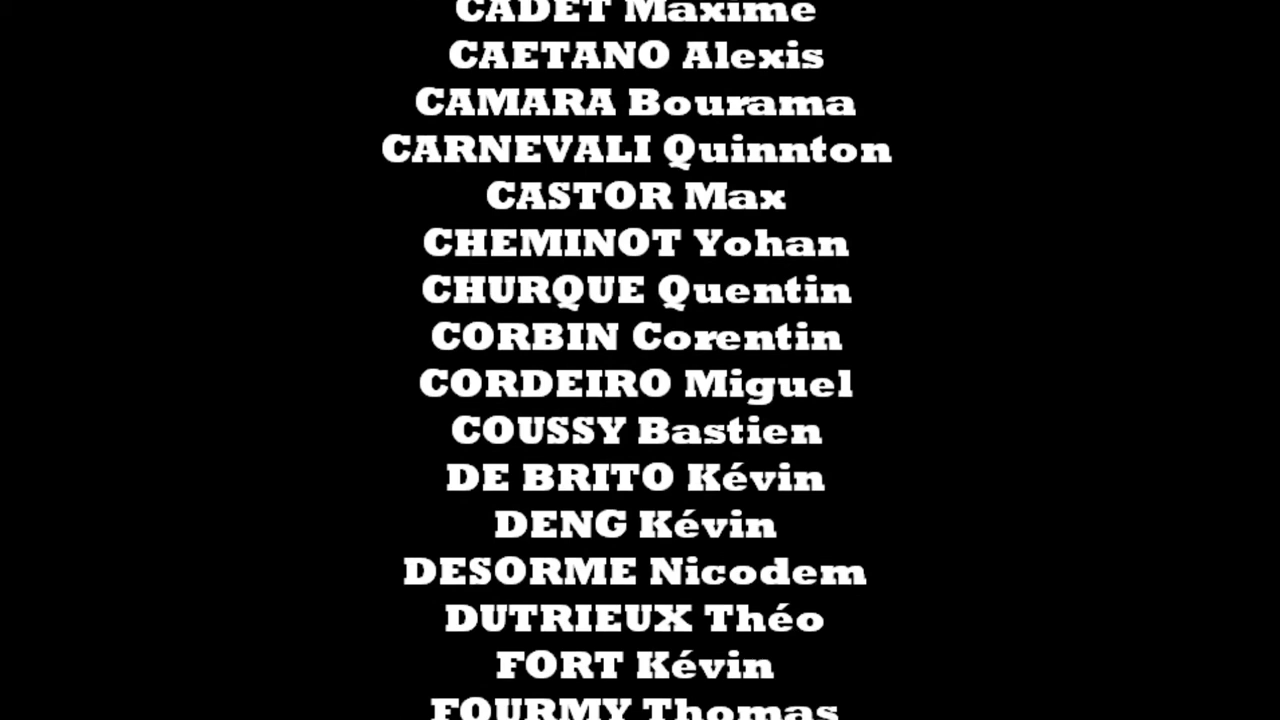 CADET Maxime
CAETANO Alexis
CAMARA Bourama
CARNEVALI Quinnton
CASTOR Max
CHEMINOT Yohan
CHURQUE Quentin
CORBIN Corentin
CORDEIRO Miguel
COUSSY Bastien
DE BRITO Kévin
DENG Kévin
DESORME Nicodem
DUTRIEUX Théo
FORT Kévin
FOURMY Thomas